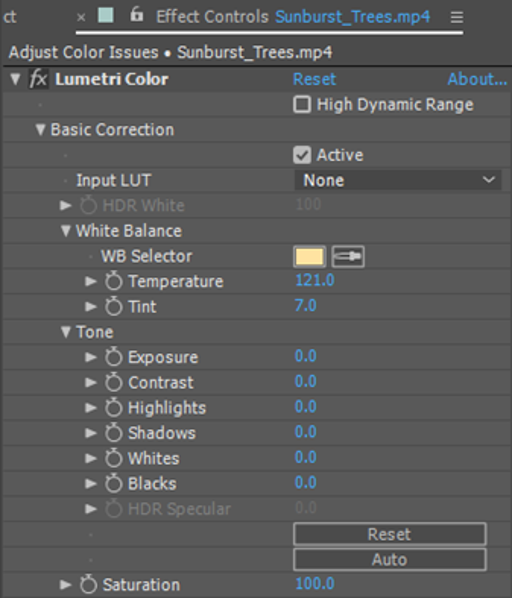 ct × Effect Controls Sunburst_Trees.mp4
Adjust Color Issues • Sunburst_Trees.mp4
fx Lumetri Color Reset About...
High Dynamic Range
Basic Correction
Active
Input LUT None
HDR White 100
White Balance
WB Selector
Temperature 121.0
Tint 7.0
Tone
Exposure 0.0
Contrast 0.0
Highlights 0.0
Shadows 0.0
Whites 0.0
Blacks 0.0
HDR Specular 0.0
Reset
Auto
Saturation 100.0